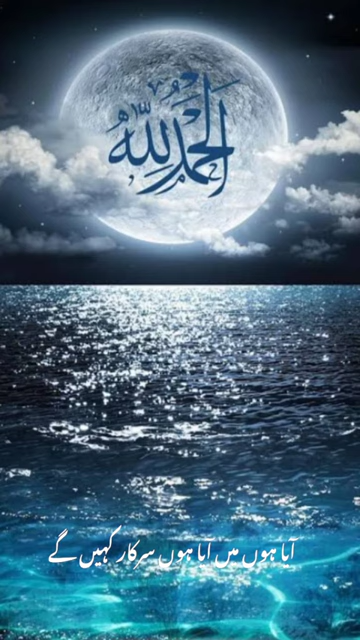 الحمد لله
آیا ہوں میں آیا ہوں سرکار کہیں گے